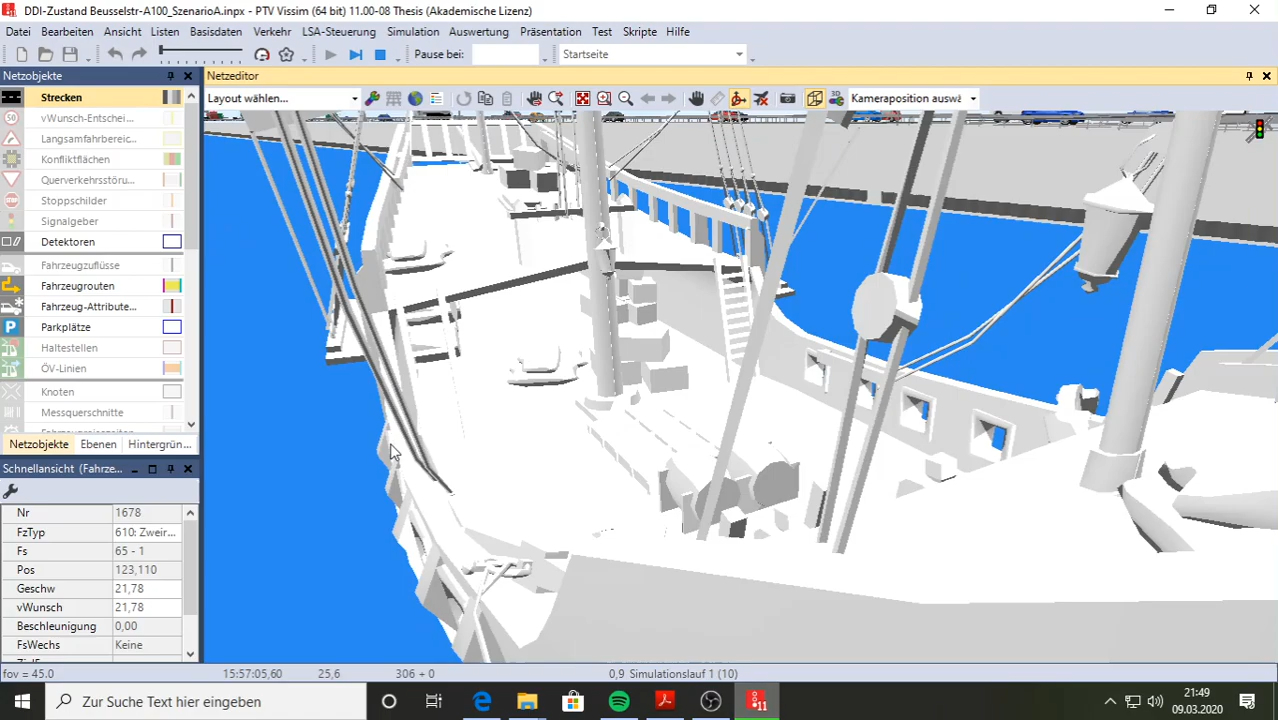 DDI-Zustand Beusselstr-A100_SzenarioA.inpx - PTV Vissim (64 bit) 11.00-08 Thesis (Akademische Lizenz)
Datei Bearbeiten Ansicht Listen Basisdaten Verkehr LSA-Steuerung Simulation Auswertung Präsentation Test Skripte Hilfe
Pause bei: Startseite
Netzobjekte
Netzeditor
Layout wählen...
Kameraposition auswä
Strecken
vWunsch-Entschei...
Langsamfahrbereic...
Konfliktflächen
Querverkehrsstöru...
Stoppschilder
Signalgeber
Detektoren
Fahrzeugzuflüsse
Fahrzeugrouten
Fahrzeug-Attribute...
Parkplätze
Haltestellen
ÖV-Linien
Knoten
Messquerschnitte
Netzobjekte Ebenen Hintergrün...
Schnellansicht (Fahrze...
Nr 1678
FzTyp 610: Zweir...
Fs 65 - 1
Pos 123,110
Geschw 21,78
vWunsch 21,78
Beschleunigung 0,00
FsWechs Keine
fov = 45.0 15:57:05,60 25,6 306 + 0 0,9 Simulationslauf 1 (10)
Zur Suche Text hier eingeben
11
21:49
09.03.2020